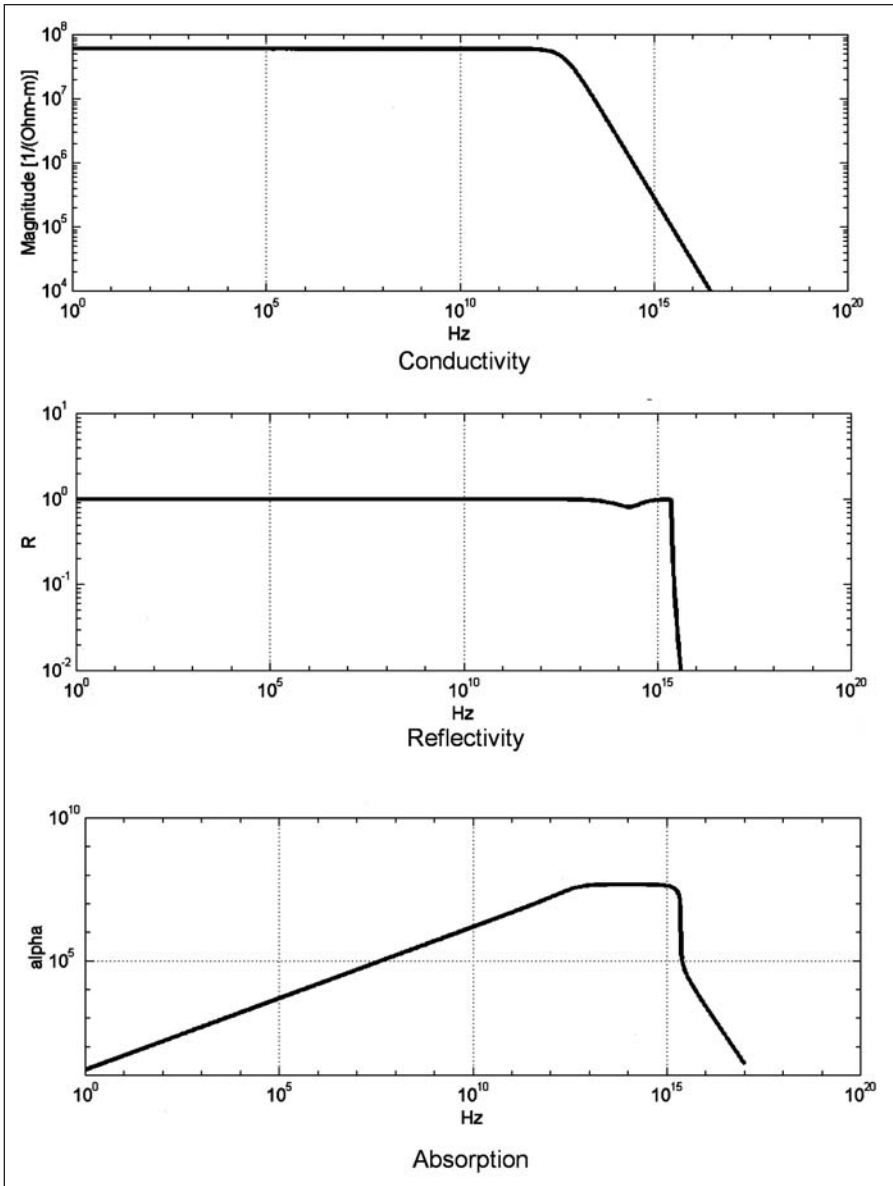 10^8
10^7
10^6
10^5
10^4
Magnitude [1/(Ohm-m)]
10^0 10^5 10^10 10^15 10^20
Hz
Conductivity
10^1
10^0
10^-1
10^-2
R
10^0 10^5 10^10 10^15 10^20
Hz
Reflectivity
10^10
10^5
alpha
10^0 10^5 10^10 10^15 10^20
Hz
Absorption